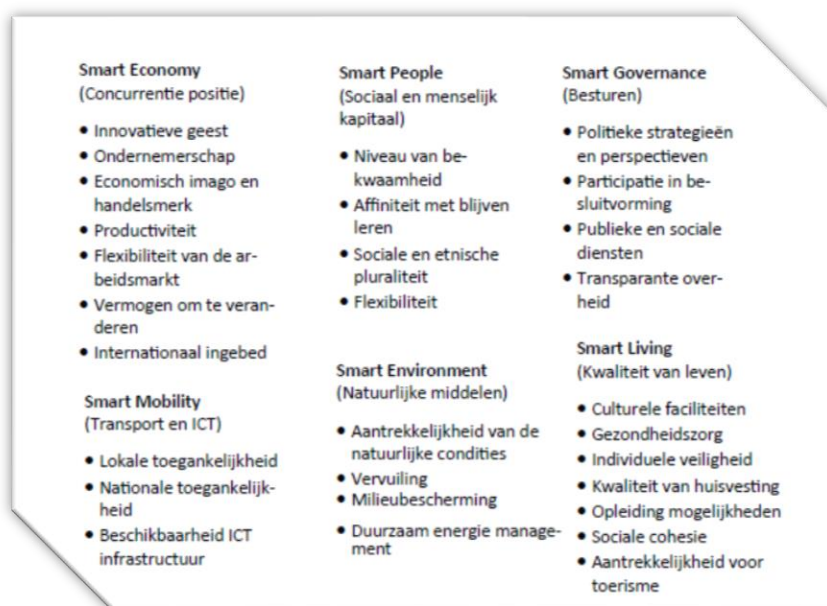 Smart Economy
(Concurrentie positie)
• Innovatieve geest
• Ondernemerschap
• Economisch imago en
handelsmerk
• Productiviteit
• Flexibiliteit van de ar-
beidsmarkt
• Vermogen om te veran-
deren
• Internationaal ingebed
Smart People
(Sociaal en menselijk
kapitaal)
• Niveau van be-
kwaamheid
• Affiniteit met blijven
leren
• Sociale en etnische
pluraliteit
• Flexibiliteit
Smart Governance
(Besturen)
• Politieke strategieën
en perspectieven
• Participatie in be-
sluitvorming
• Publieke en sociale
diensten
• Transparante over-
heid
Smart Mobility
(Transport en ICT)
• Lokale toegankelijkheid
• Nationale toegankelijk-
heid
• Beschikbaarheid ICT
infrastructuur
Smart Environment
(Natuurlijke middelen)
• Aantrekkelijkheid van de
natuurlijke condities
• Vervuiling
• Milieubescherming
• Duurzaam energie manage-
ment
Smart Living
(Kwaliteit van leven)
• Culturele faciliteiten
• Gezondheidszorg
• Individuele veiligheid
• Kwaliteit van huisvesting
• Opleiding mogelijkheden
• Sociale cohesie
• Aantrekkelijkheid voor
toerisme